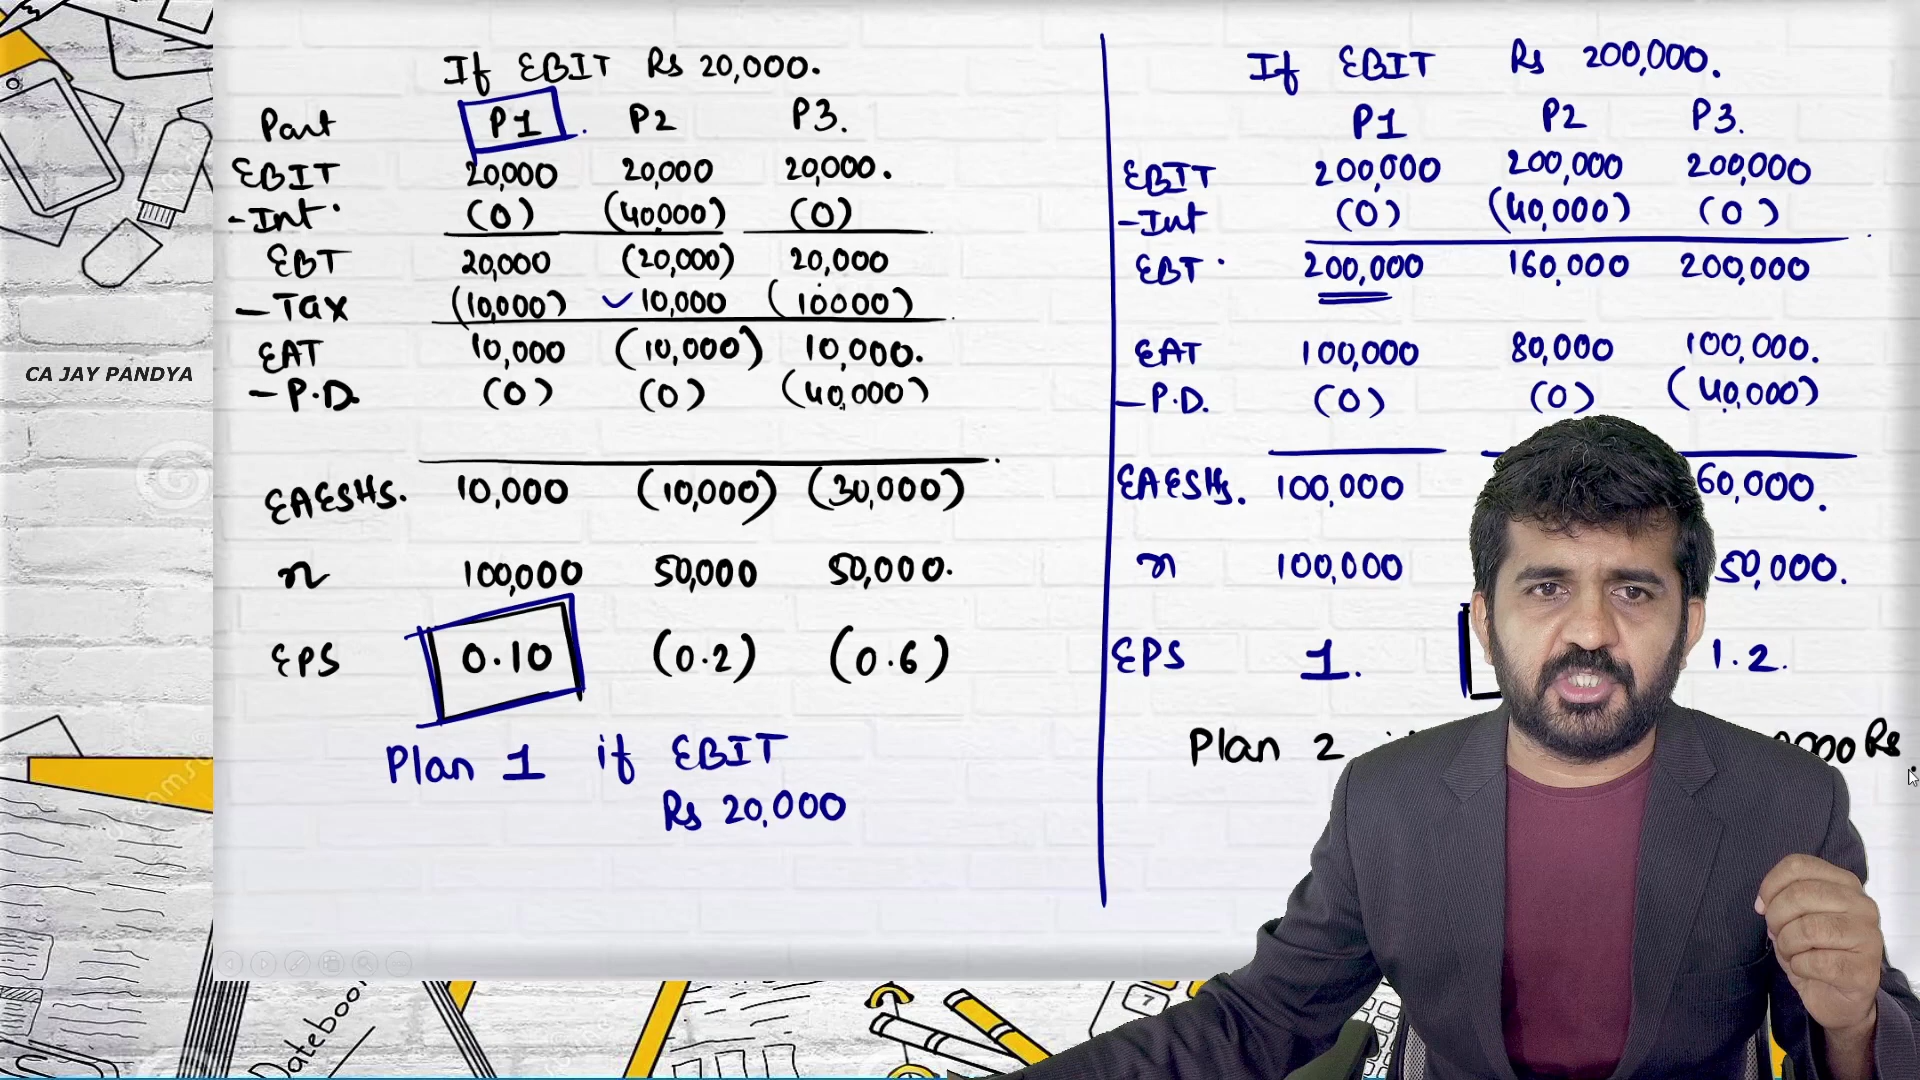 If EBIT Rs 20,000.
Part P1 P2 P3.
EBIT 20,000 20,000 20,000.
-Int. (0) (40,000) (0)
EBT 20,000 (20,000) 20,000
- Tax (10,000) ✓10,000 (10000)
EAT 10,000 (10,000) 10,000.
- P.D. (0) (0) (40,000)
EAESHS. 10,000 (10,000) (30,000)
n 100,000 50,000 50,000.
EPS 0.10 (0.2) (0.6)
Plan 1 if EBIT
Rs 20,000
If EBIT Rs 200,000.
P1 P2 P3.
EBIT 200,000 200,000 200,000
-Int (0) (40,000) (0)
EBT 200,000 160,000 200,000
EAT 100,000 80,000 100,000.
- P.D. (0) (0) (40,000)
EAESHs. 100,000 60,000.
n 100,000 50,000.
EPS 1. 1.2.
Plan 2 Rs.
CA JAY PANDYA
Datebook
7